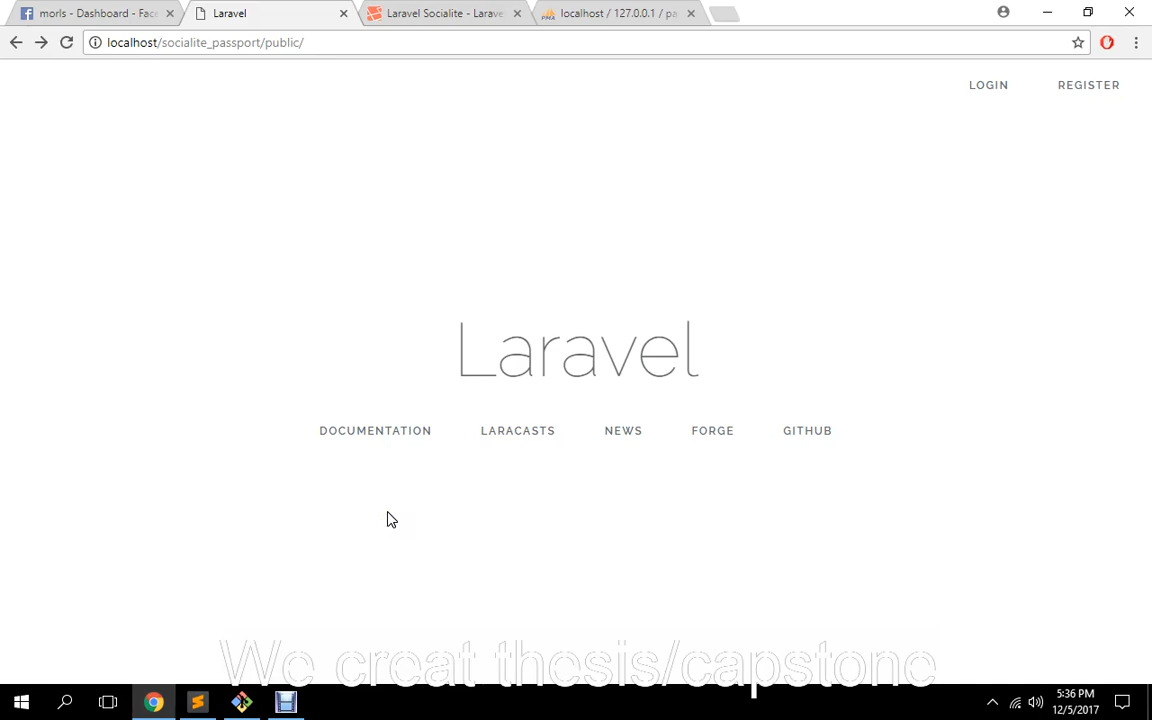 morls - Dashboard - Fac
Laravel
Laravel Socialite - Larave
PMA
localhost / 127.0.0.1 / pa
localhost/socialite_passport/public/
LOGIN
REGISTER
Laravel
DOCUMENTATION
LARACASTS
NEWS
FORGE
GITHUB
We creat thesis/capstone
5:36 PM
12/5/2017